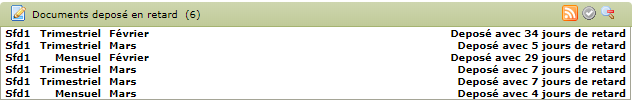 Documents deposé en retard (6)
Sfd1 Trimestriel Février Deposé avec 34 jours de retard
Sfd1 Trimestriel Mars Deposé avec 5 jours de retard
Sfd1 Mensuel Février Deposé avec 29 jours de retard
Sfd1 Trimestriel Mars Deposé avec 7 jours de retard
Sfd1 Trimestriel Mars Deposé avec 7 jours de retard
Sfd1 Mensuel Mars Deposé avec 4 jours de retard